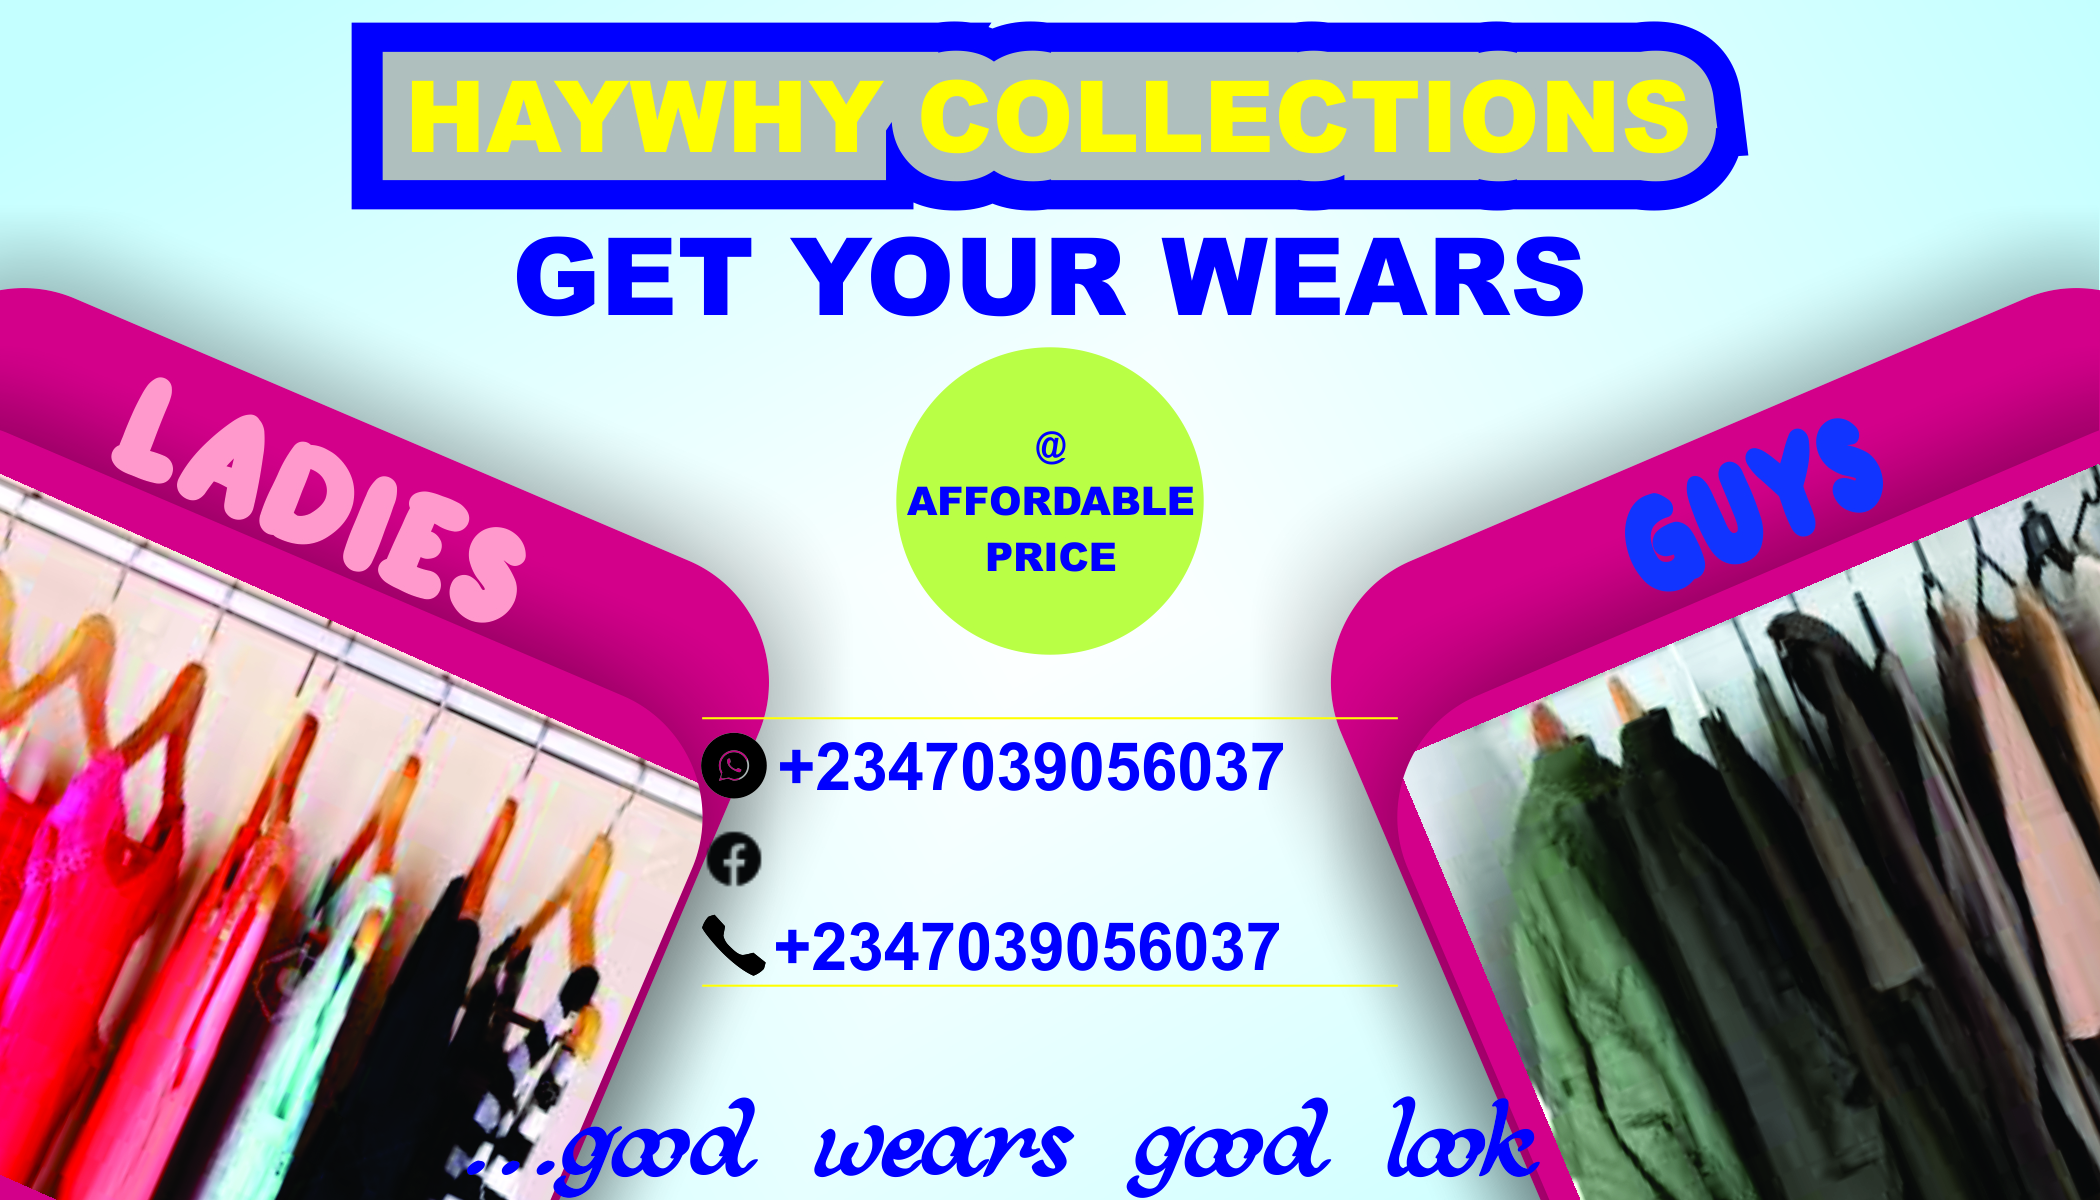 HAYWHY COLLECTIONS
GET YOUR WEARS
LADIES
GUYS
@
AFFORDABLE
PRICE
+2347039056037
+2347039056037
...good wears good look